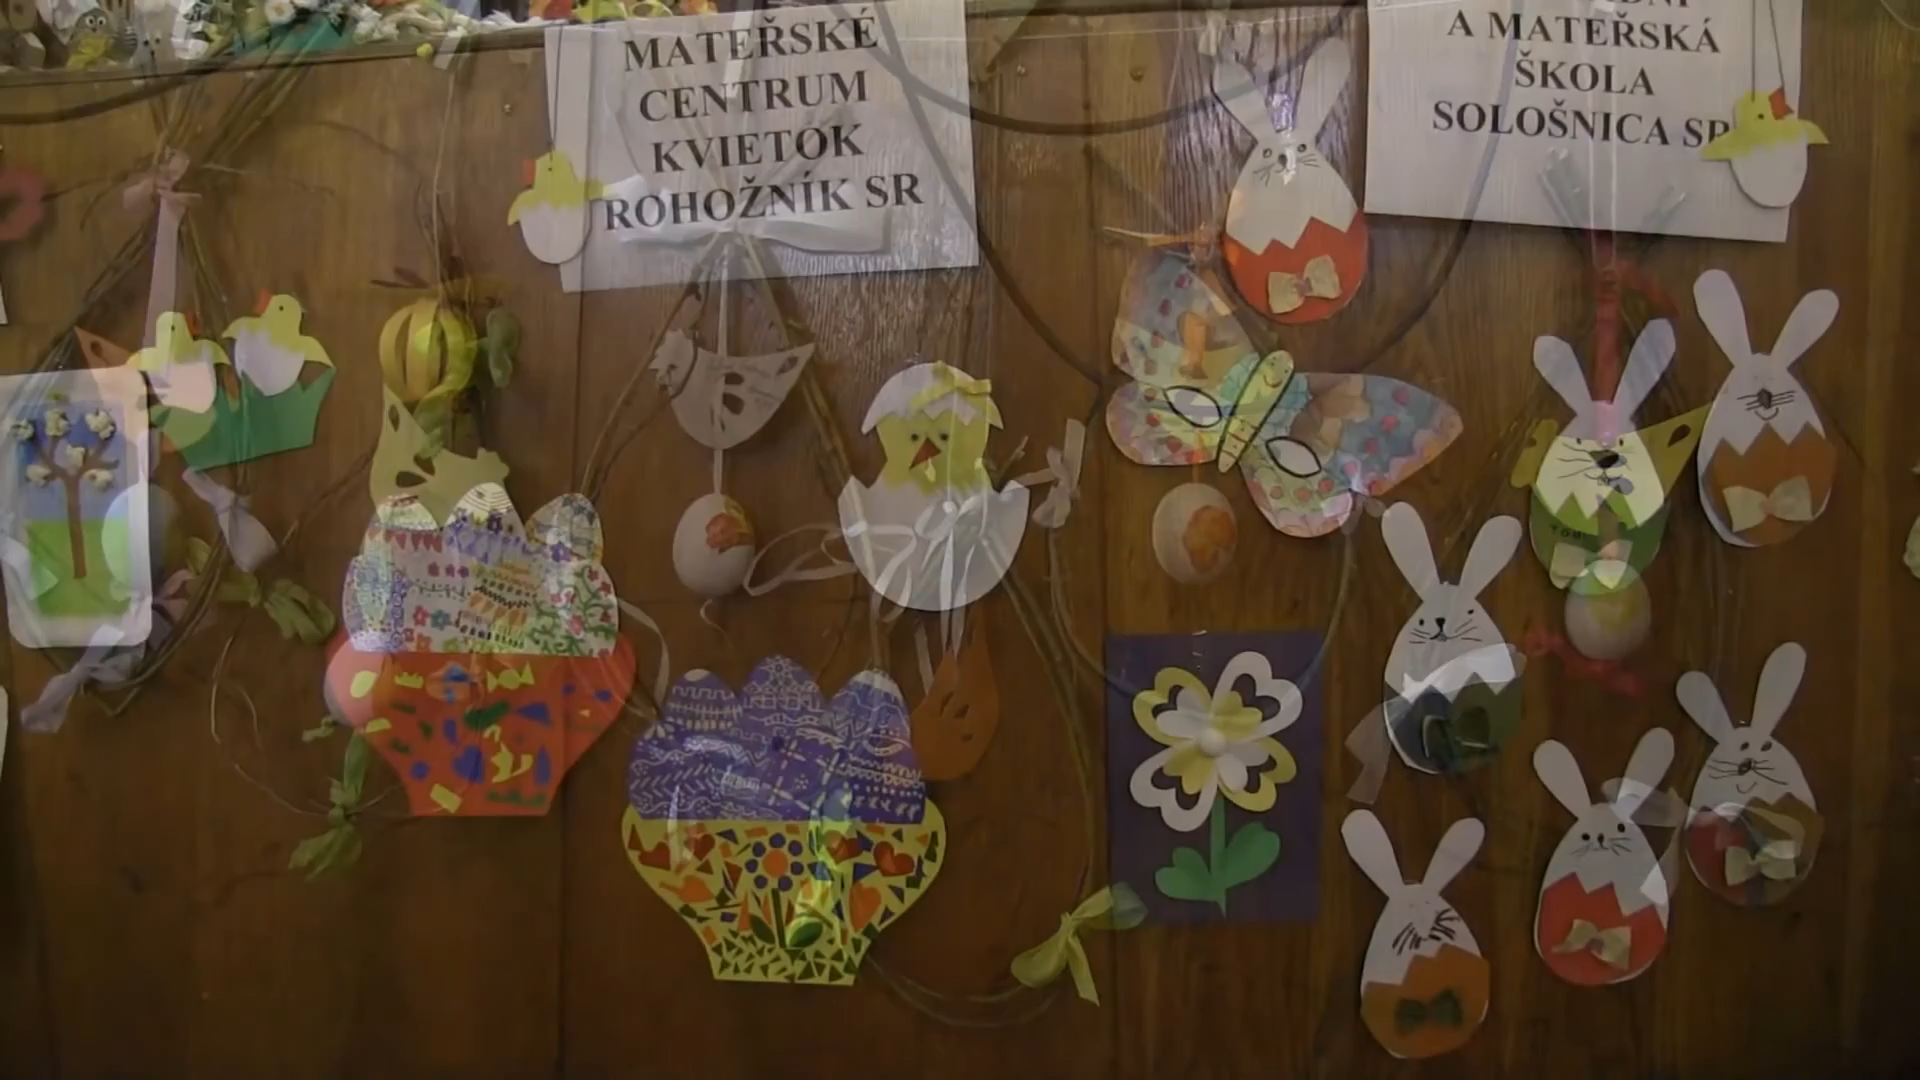 MATEŘSKÉ
CENTRUM
KVIETOK
ROHOŽNÍK SR
A MATEŘSKÁ
ŠKOLA
SOLOŠNICA SR